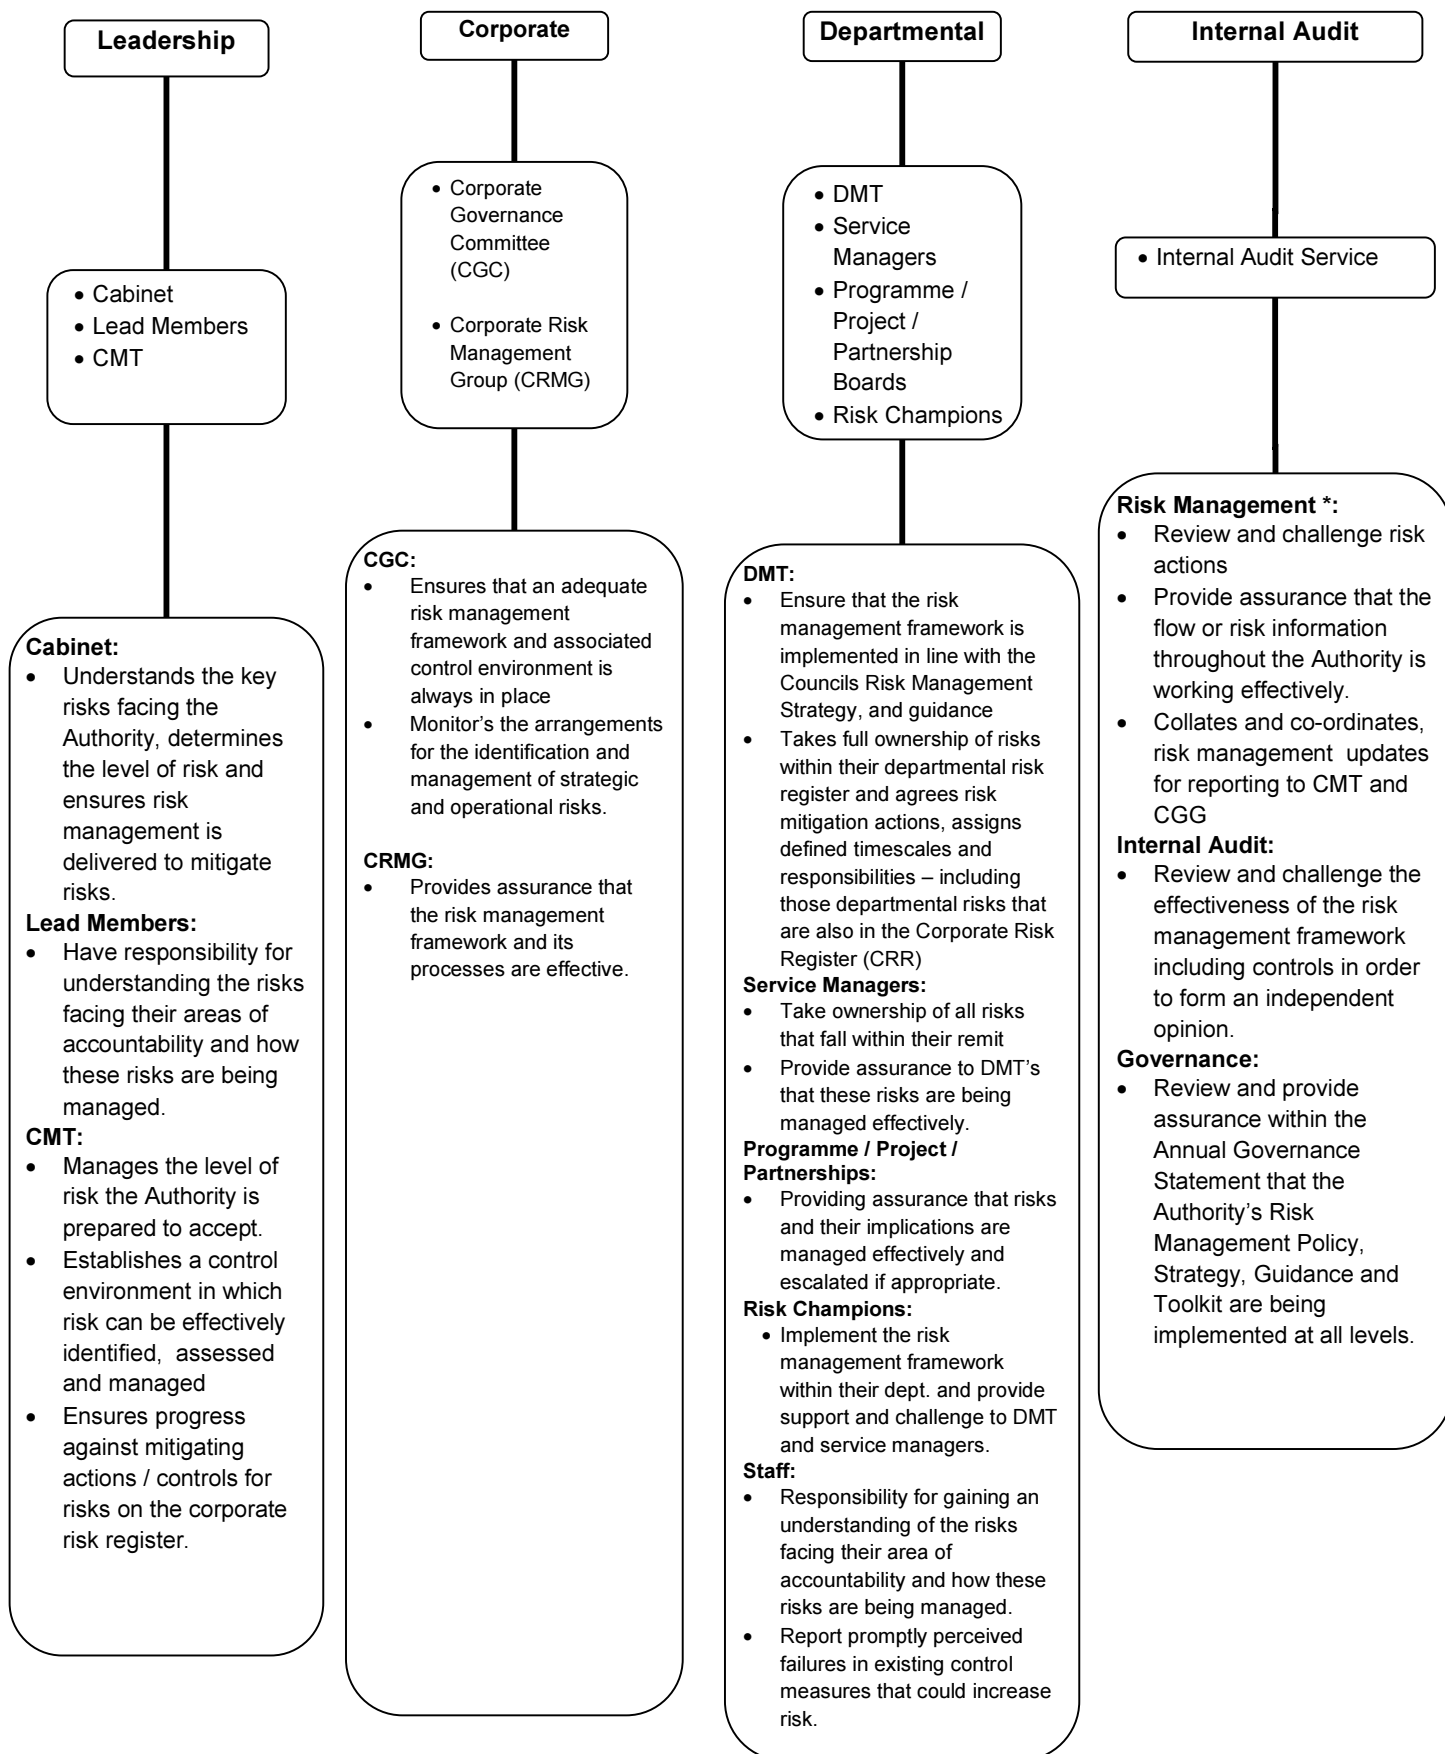 Leadership
Corporate
Departmental
Internal Audit
• Cabinet
• Lead Members
• CMT
• Corporate
Governance
Committee
(CGC)
• Corporate Risk
Management
Group (CRMG)
• DMT
• Service
Managers
• Programme /
Project /
Partnership
Boards
• Risk Champions
• Internal Audit Service
Cabinet:
• Understands the key
risks facing the
Authority, determines
the level of risk and
ensures risk
management is
delivered to mitigate
risks.
Lead Members:
• Have responsibility for
understanding the risks
facing their areas of
accountability and how
these risks are being
managed.
CMT:
• Manages the level of
risk the Authority is
prepared to accept.
• Establishes a control
environment in which
risk can be effectively
identified, assessed
and managed
• Ensures progress
against mitigating
actions / controls for
risks on the corporate
risk register.
CGC:
• Ensures that an adequate
risk management
framework and associated
control environment is
always in place
• Monitor's the arrangements
for the identification and
management of strategic
and operational risks.
CRMG:
• Provides assurance that
the risk management
framework and its
processes are effective.
DMT:
• Ensure that the risk
management framework is
implemented in line with the
Councils Risk Management
Strategy, and guidance
• Takes full ownership of risks
within their departmental risk
register and agrees risk
mitigation actions, assigns
defined timescales and
responsibilities – including
those departmental risks that
are also in the Corporate Risk
Register (CRR)
Service Managers:
• Take ownership of all risks
that fall within their remit
• Provide assurance to DMT's
that these risks are being
managed effectively.
Programme / Project /
Partnerships:
• Providing assurance that risks
and their implications are
managed effectively and
escalated if appropriate.
Risk Champions:
• Implement the risk
management framework
within their dept. and provide
support and challenge to DMT
and service managers.
Staff:
• Responsibility for gaining an
understanding of the risks
facing their area of
accountability and how these
risks are being managed.
• Report promptly perceived
failures in existing control
measures that could increase
risk.
Risk Management *:
• Review and challenge risk
actions
• Provide assurance that the
flow or risk information
throughout the Authority is
working effectively.
• Collates and co-ordinates,
risk management updates
for reporting to CMT and
CGG
Internal Audit:
• Review and challenge the
effectiveness of the risk
management framework
including controls in order
to form an independent
opinion.
Governance:
• Review and provide
assurance within the
Annual Governance
Statement that the
Authority's Risk
Management Policy,
Strategy, Guidance and
Toolkit are being
implemented at all levels.